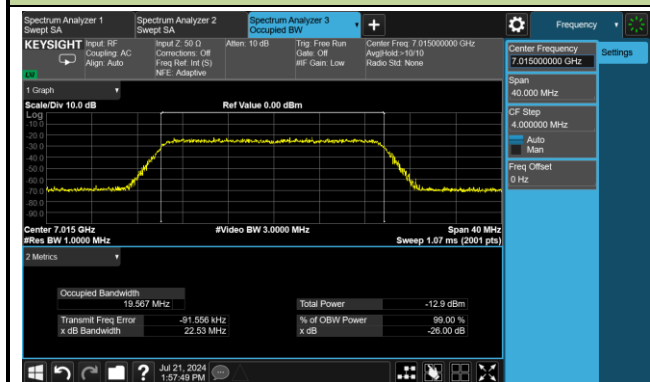 Spectrum Analyzer 1
Swept SA
Spectrum Analyzer 2
Swept SA
Spectrum Analyzer 3
Occupied BW
Frequency
KEYSIGHT
Input: RF
Coupling: AC
Align: Auto
Input Z: 50 Ω
Corrections: Off
Freq Ref: Int (S)
NFE: Adaptive
Atten: 10 dB
Trig: Free Run
Gate: Off
#IF Gain: Low
Center Freq: 7.015000000 GHz
Avg|Hold:>10/10
Radio Std: None
Center Frequency
7.015000000 GHz
Settings
Span
40.000 MHz
CF Step
4.000000 MHz
Auto
Man
Freq Offset
0 Hz
1 Graph
Scale/Div 10.0 dB
Ref Value 0.00 dBm
Log
-10.0
-20.0
-30.0
-40.0
-50.0
-60.0
-70.0
-80.0
-90.0
Center 7.015 GHz
#Video BW 3.0000 MHz
Span 40 MHz
#Res BW 1.0000 MHz
Sweep 1.07 ms (2001 pts)
2 Metrics
Occupied Bandwidth
19.567 MHz
Total Power -12.9 dBm
Transmit Freq Error -91.556 kHz
% of OBW Power 99.00 %
x dB Bandwidth 22.53 MHz
x dB -26.00 dB
Jul 21, 2024
1:57:49 PM